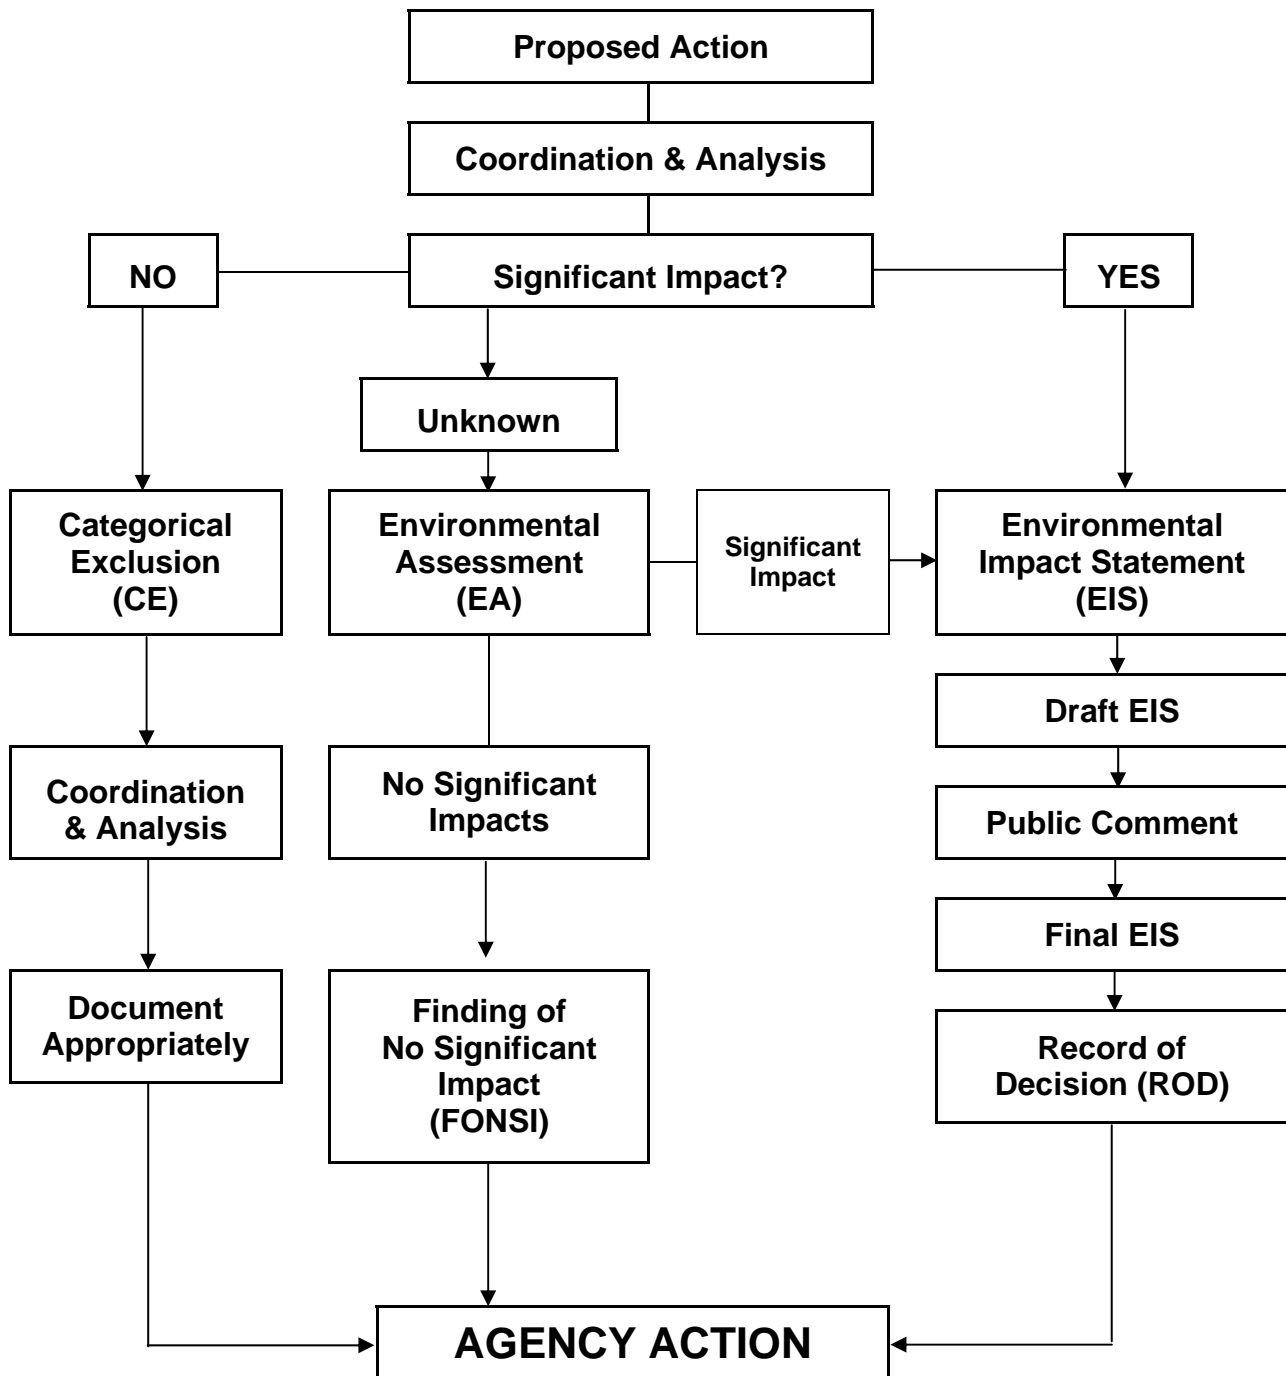 Proposed Action
Coordination & Analysis
NO
Significant Impact?
YES
Unknown
Categorical
Exclusion
(CE)
Environmental
Assessment
(EA)
Significant
Impact
Environmental
Impact Statement
(EIS)
Draft EIS
Coordination
& Analysis
No Significant
Impacts
Public Comment
Final EIS
Document
Appropriately
Finding of
No Significant
Impact
(FONSI)
Record of
Decision (ROD)
AGENCY ACTION